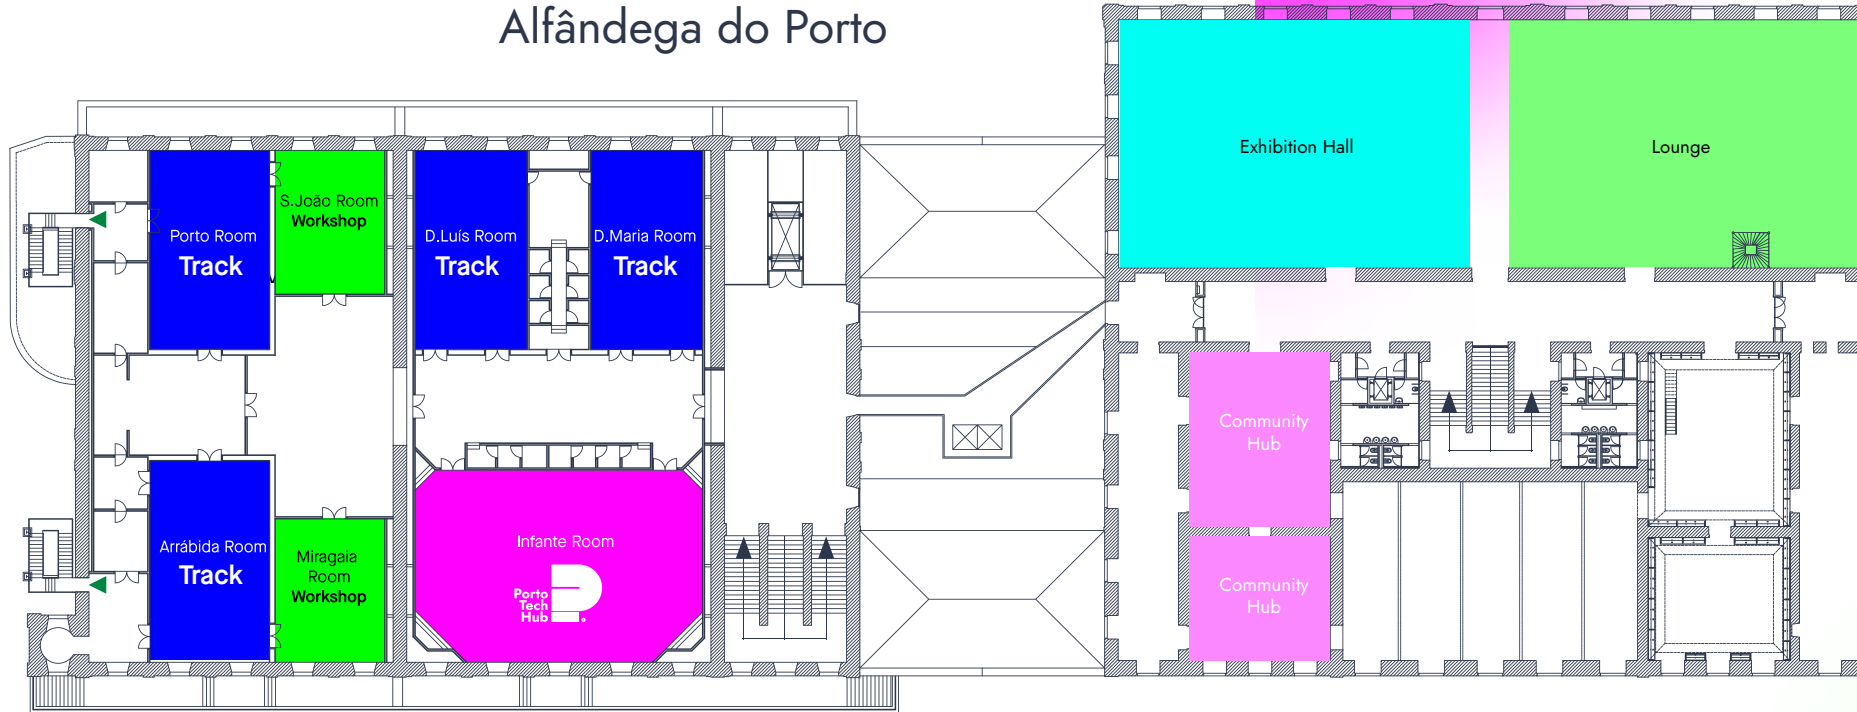 Alfândega do Porto
Exhibition Hall
Lounge
S.João Room
Workshop
Porto Room
Track
D.Luís Room
Track
D.Maria Room
Track
Community
Hub
Arrábida Room
Track
Miragaia
Room
Workshop
Infante Room
Porto
Tech
Hub
Community
Hub